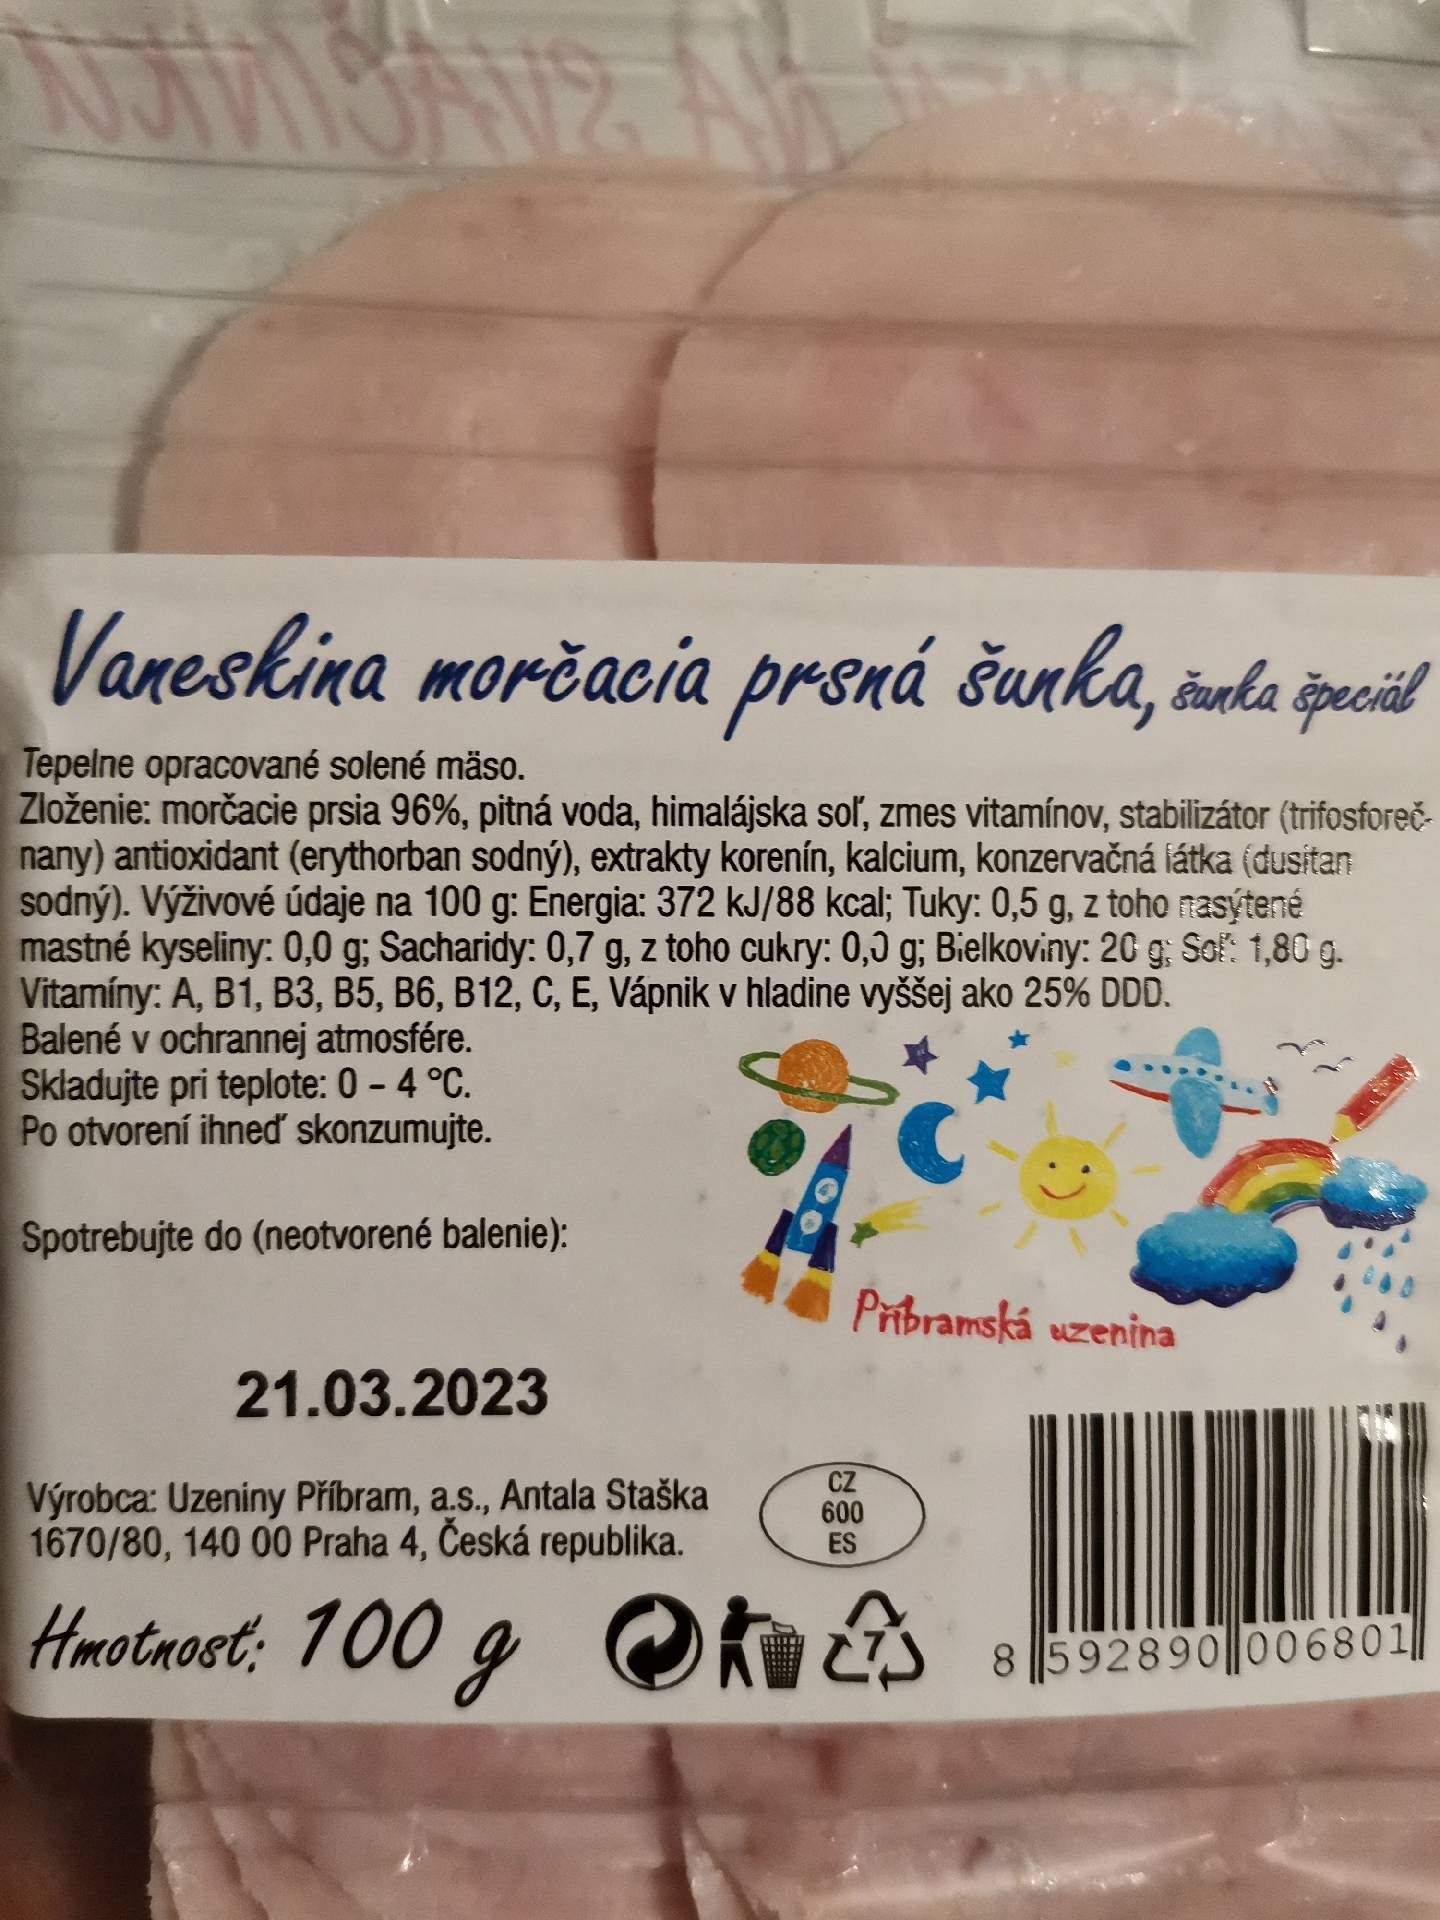 NA SVAČINKU
Vaneskina morčacia prsná šunka, šunka špeciál
Tepelne opracované solené mäso.
Zloženie: morčacie prsia 96%, pitná voda, himalájska soľ, zmes vitamínov, stabilizátor (trifosforeč-
nany) antioxidant (erythorban sodný), extrakty korenín, kalcium, konzervačná látka (dusitan
sodný). Výživové údaje na 100 g: Energia: 372 kJ/88 kcal; Tuky: 0,5 g, z toho nasýtené
mastné kyseliny: 0,0 g; Sacharidy: 0,7 g, z toho cukry: 0,0 g; Bielkoviny: 20 g; Soľ: 1,80 g.
Vitamíny: A, B1, B3, B5, B6, B12, C, E, Vápnik v hladine vyššej ako 25% DDD.
Balené v ochrannej atmosfére.
Skladujte pri teplote: 0 – 4 °C.
Po otvorení ihneď skonzumujte.
Spotrebujte do (neotvorené balenie):
Příbramská uzenina
21.03.2023
Výrobca: Uzeniny Příbram, a.s., Antala Staška
1670/80, 140 00 Praha 4, Česká republika.
CZ
600
ES
Hmotnosť: 100 g
7
8 592890 006801